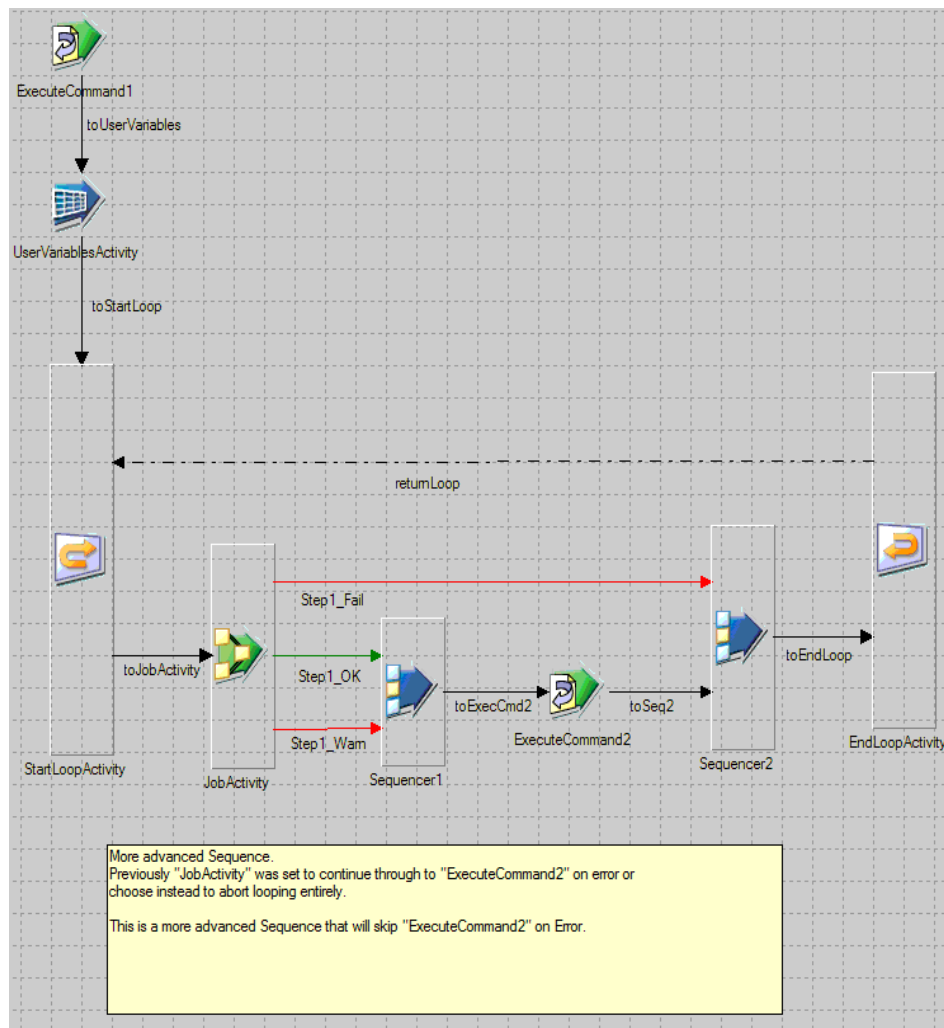 ExecuteCommand1
toUserVariables
UserVariablesActivity
toStartLoop
returnLoop
Step1_Fail
toJobActivity
Step1_OK
toExecCmd2
toSeq2
toEndLoop
Step1_Warn
ExecuteCommand2
EndLoopActivity
StartLoopActivity
JobActivity
Sequencer1
Sequencer2
More advanced Sequence.
Previously "JobActivity" was set to continue through to "ExecuteCommand2" on error or
choose instead to abort looping entirely.
This is a more advanced Sequence that will skip "ExecuteCommand2" on Error.